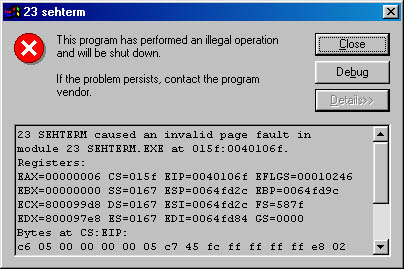 23 sehterm
This program has performed an illegal operation
and will be shut down.
If the problem persists, contact the program
vendor.
Close
Debug
Details>>
23 SEHTERM caused an invalid page fault in
module 23 SEHTERM.EXE at 015f:0040106f.
Registers:
EAX=00000006 CS=015f EIP=0040106f EFLGS=00010246
EBX=00000000 SS=0167 ESP=0064fd2c EBP=0064fd9c
ECX=800099d8 DS=0167 ESI=0064fd2c FS=587f
EDX=800097e8 ES=0167 EDI=0064fd84 GS=0000
Bytes at CS:EIP:
c6 05 00 00 00 00 05 c7 45 fc ff ff ff ff e8 02